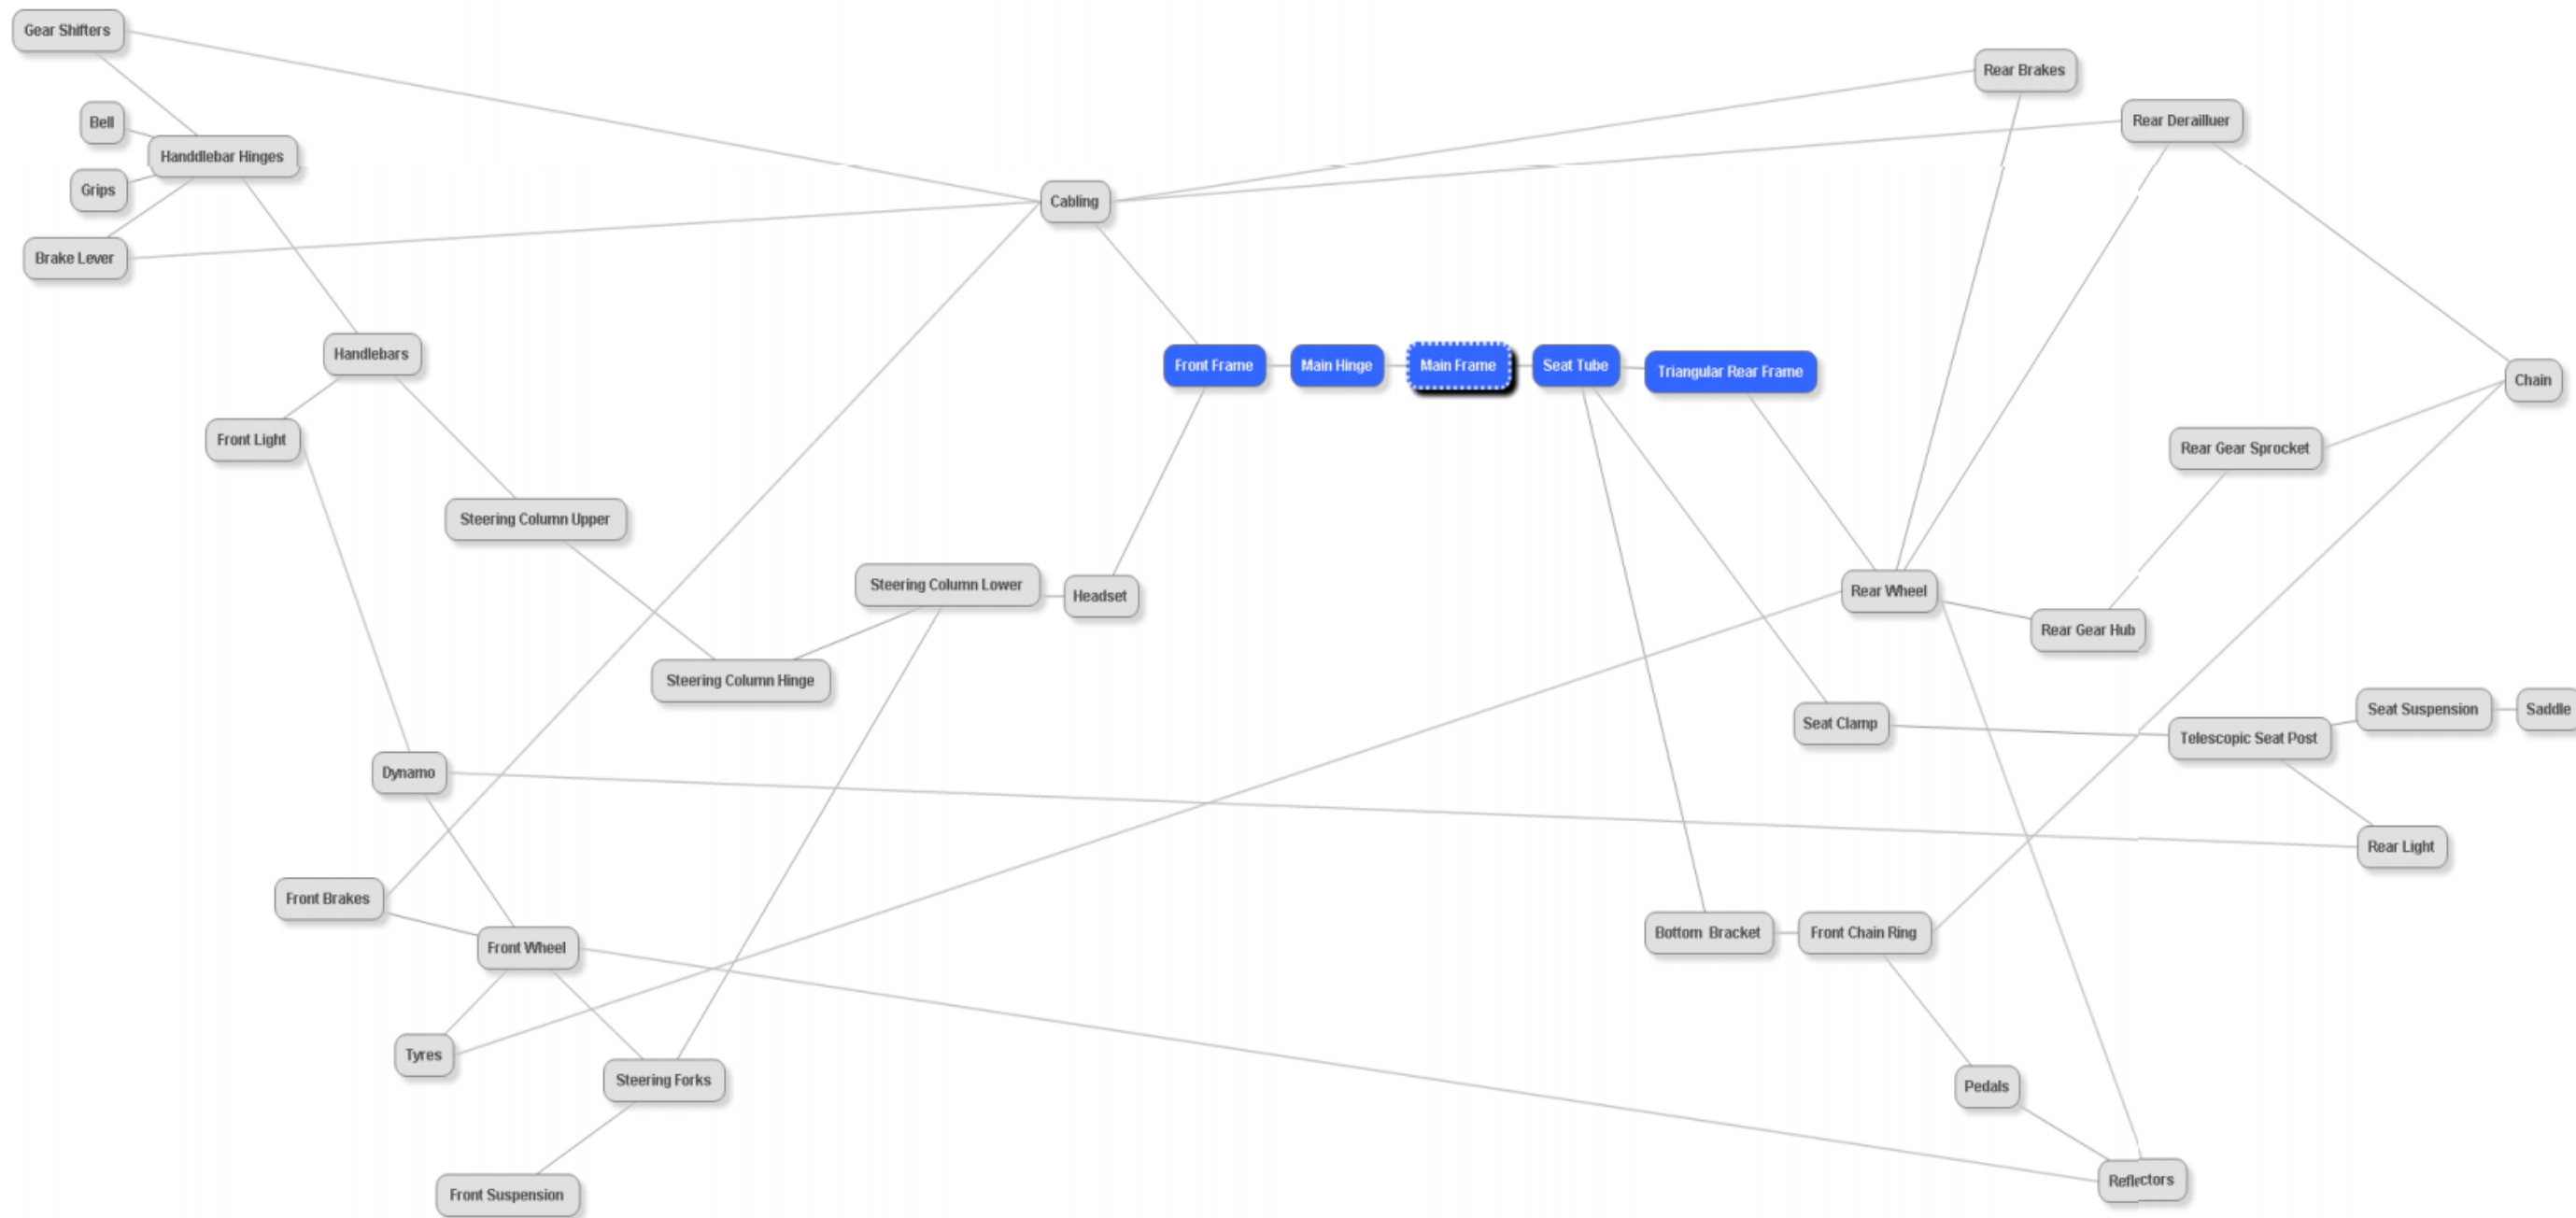 Gear Shifters
Rear Brakes
Bell
Rear Derailluer
Handdlebar Hinges
Grips
Cabling
Brake Lever
Handlebars
Front Frame
Main Hinge
Main Frame
Seat Tube
Triangular Rear Frame
Chain
Front Light
Rear Gear Sprocket
Steering Column Upper
Steering Column Lower
Headset
Rear Wheel
Rear Gear Hub
Steering Column Hinge
Seat Clamp
Seat Suspension
Saddle
Telescopic Seat Post
Dynamo
Rear Light
Front Brakes
Bottom Bracket
Front Chain Ring
Front Wheel
Tyres
Steering Forks
Pedals
Reflectors
Front Suspension